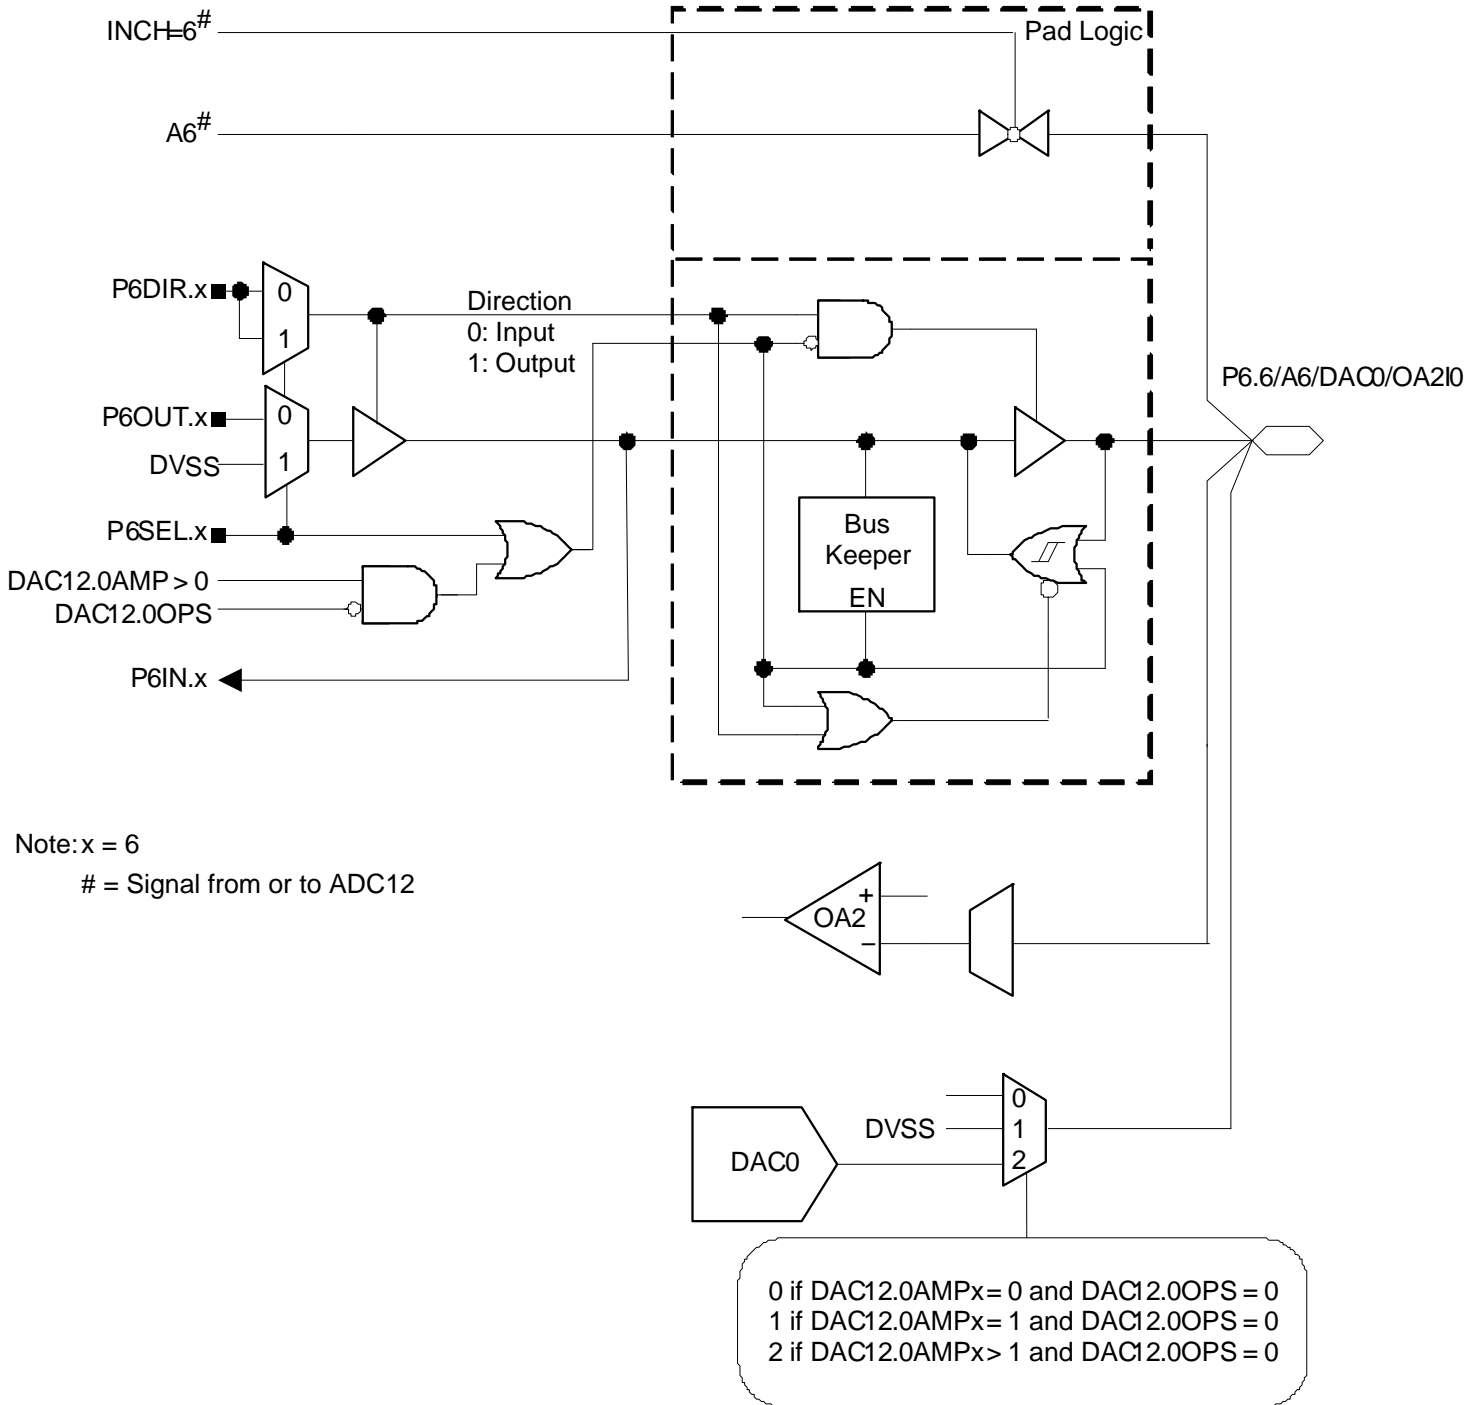 INCH=6#
Pad Logic
A6#
P6DIR.x
0
1
Direction
0: Input
1: Output
P6OUT.x
0
DVSS
1
P6.6/A6/DAC0/OA2I0
P6SEL.x
DAC12.0AMP > 0
DAC12.0OPS
Bus
Keeper
EN
P6IN.x
Note: x = 6
# = Signal from or to ADC12
+
OA2
−
0
DVSS
1
DAC0
2
0 if DAC12.0AMPx = 0 and DAC12.0OPS = 0
1 if DAC12.0AMPx = 1 and DAC12.0OPS = 0
2 if DAC12.0AMPx > 1 and DAC12.0OPS = 0